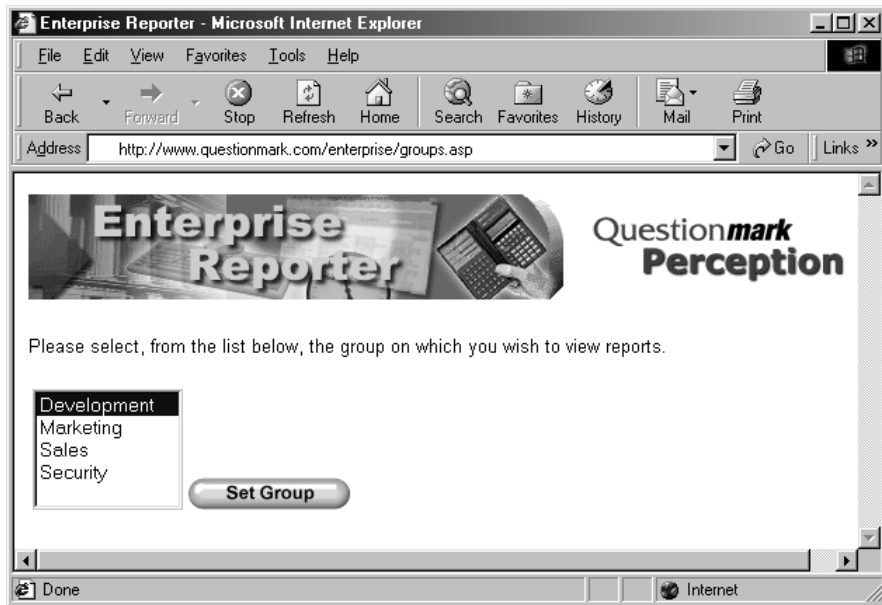 Enterprise Reporter - Microsoft Internet Explorer
File Edit View Favorites Tools Help
Back Forward Stop Refresh Home Search Favorites History Mail Print
Address http://www.questionmark.com/enterprise/groups.asp Go Links »
Enterprise
Reporter
Questionmark
Perception
Please select, from the list below, the group on which you wish to view reports.
Development
Marketing
Sales
Security
Set Group
Done Internet